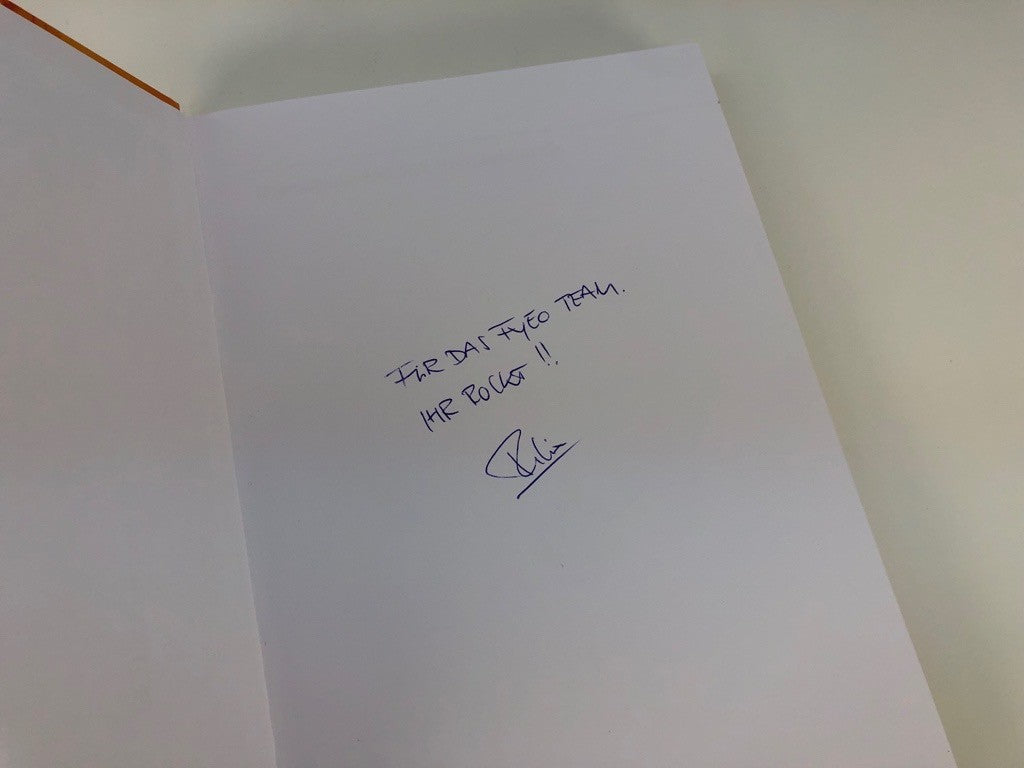 FÜR DAS FYEO TEAM.
IHR ROCKT !!